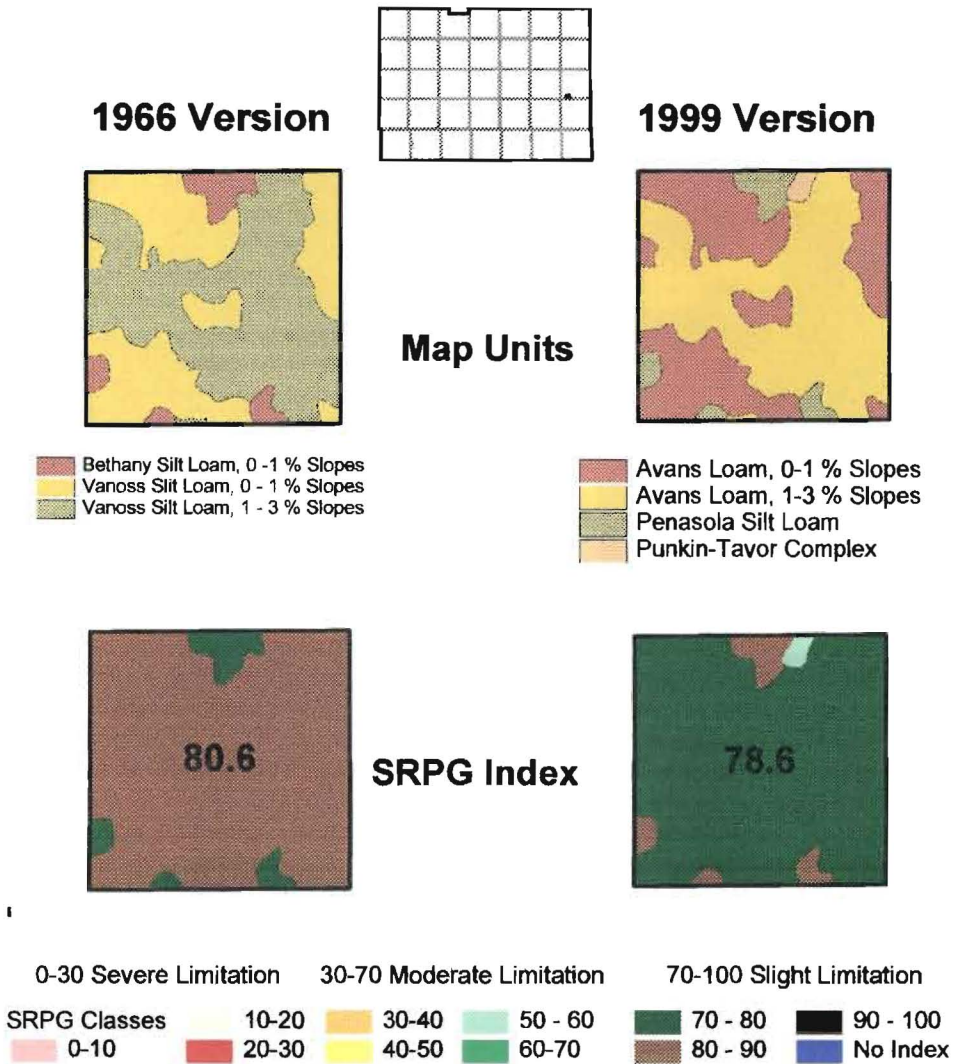 1966 Version
1999 Version
Map Units
Bethany Silt Loam, 0 -1 % Slopes
Vanoss Slit Loam, 0 - 1 % Slopes
Vanoss Silt Loam, 1 - 3 % Slopes
Avans Loam, 0-1 % Slopes
Avans Loam, 1-3 % Slopes
Penasola Silt Loam
Punkin-Tavor Complex
80.6
SRPG Index
78.6
0-30 Severe Limitation 30-70 Moderate Limitation 70-100 Slight Limitation
SRPG Classes 10-20 30-40 50 - 60 70 - 80 90 - 100
0-10 20-30 40-50 60-70 80 - 90 No Index